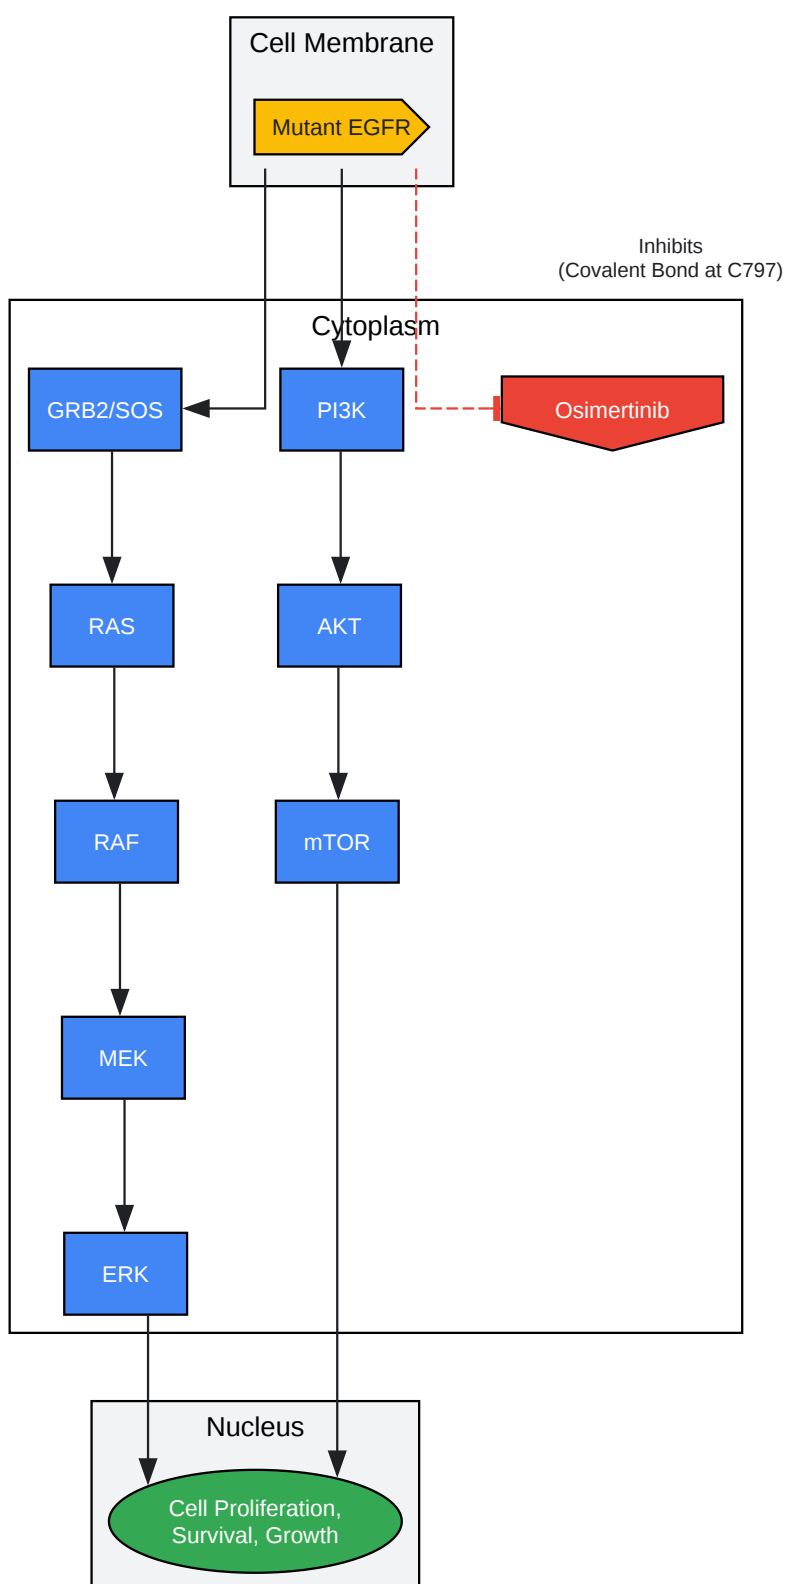 Cell Membrane
Mutant EGFR
Inhibits
(Covalent Bond at C797)
Cytoplasm
GRB2/SOS
PI3K
Osimertinib
RAS
AKT
RAF
mTOR
MEK
ERK
Nucleus
Cell Proliferation,
Survival, Growth